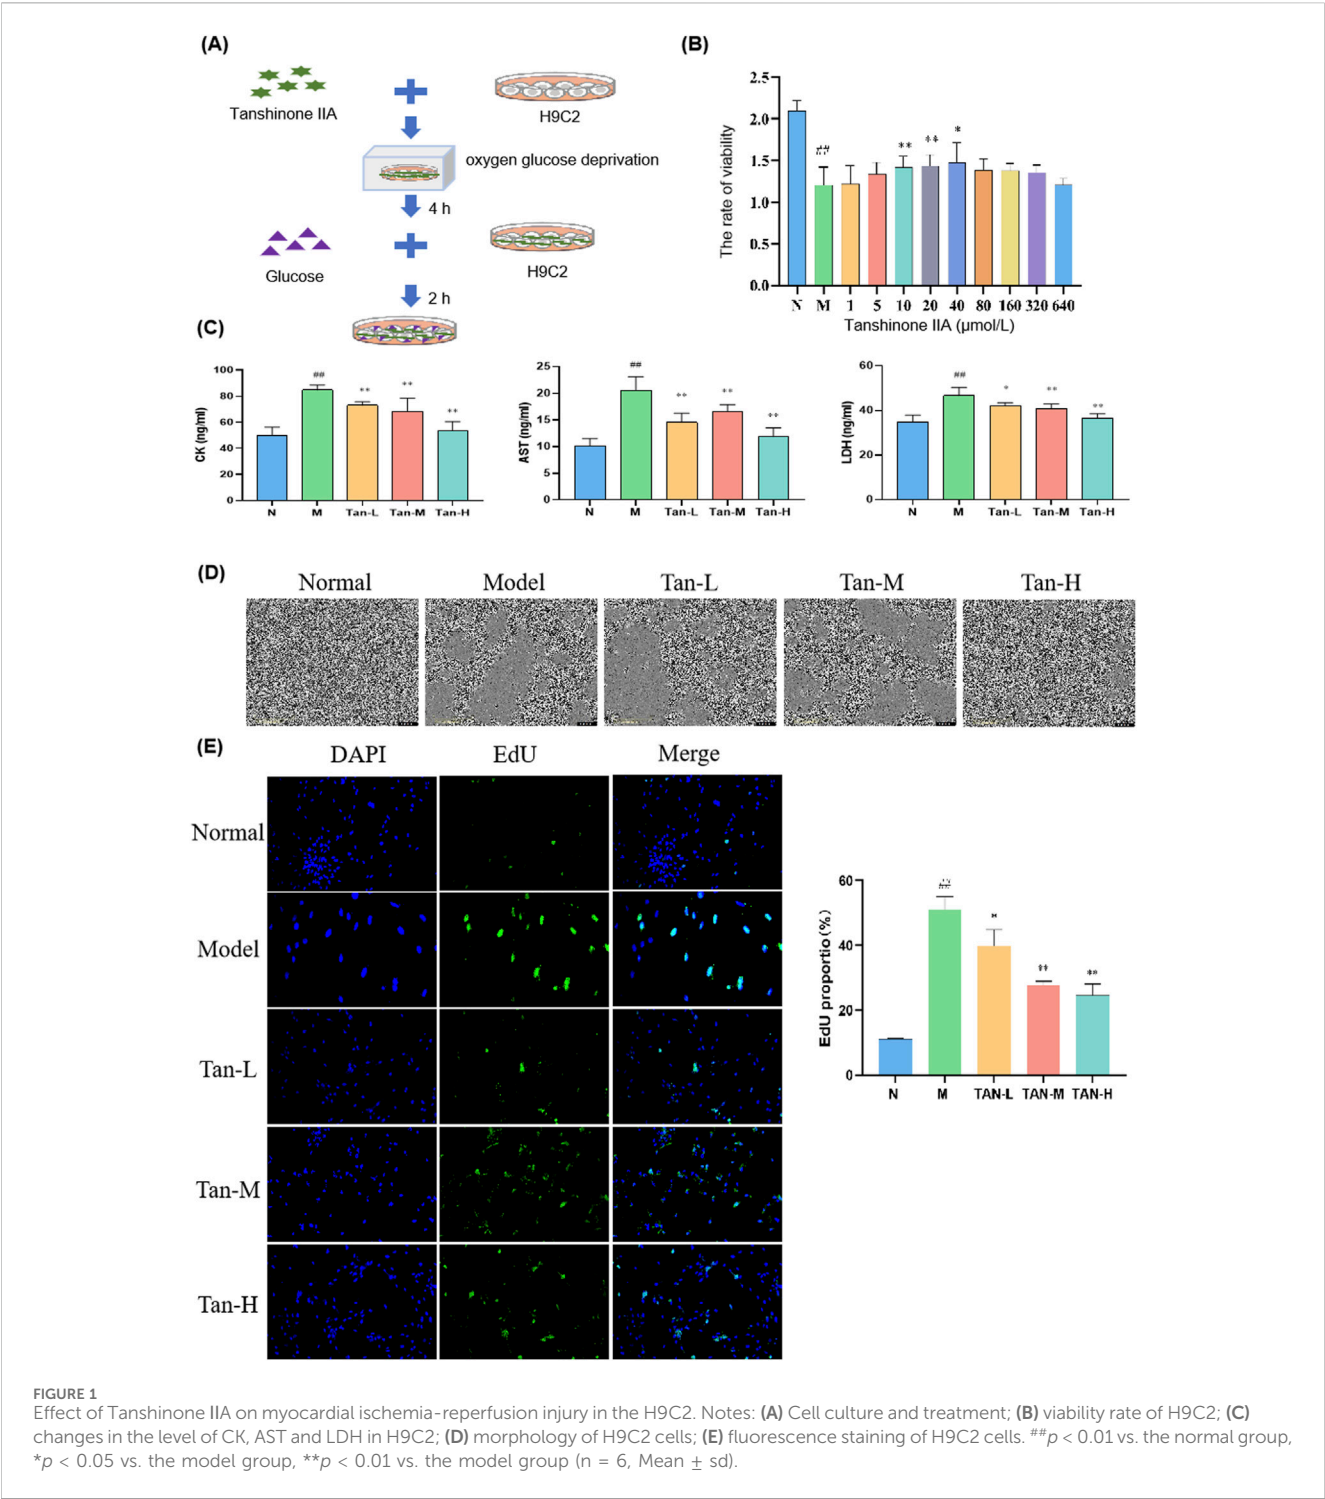 (A)
Tanshinone IIA
H9C2
oxygen glucose deprivation
4 h
Glucose
H9C2
2 h
(B)
The rate of viability
2.5
2.0
1.5
1.0
0.5
0.0
##
**
**
*
N M 1 5 10 20 40 80 160 320 640
Tanshinone IIA (μmol/L)
(C)
CK (ng/ml)
100
80
60
40
20
0
##
**
**
**
N M Tan-L Tan-M Tan-H
AST (ng/ml)
25
20
15
10
5
0
##
**
**
**
N M Tan-L Tan-M Tan-H
LDH (ng/ml)
60
40
20
0
##
*
**
**
N M Tan-L Tan-M Tan-H
(D)
Normal Model Tan-L Tan-M Tan-H
(E)
DAPI EdU Merge
Normal
Model
Tan-L
Tan-M
Tan-H
EdU proportio(%)
60
40
20
0
##
*
**
**
N M TAN-L TAN-M TAN-H
FIGURE 1
Effect of Tanshinone IIA on myocardial ischemia-reperfusion injury in the H9C2. Notes: (A) Cell culture and treatment; (B) viability rate of H9C2; (C)
changes in the level of CK, AST and LDH in H9C2; (D) morphology of H9C2 cells; (E) fluorescence staining of H9C2 cells. ##p < 0.01 vs. the normal group,
*p < 0.05 vs. the model group, **p < 0.01 vs. the model group (n = 6, Mean ± sd).